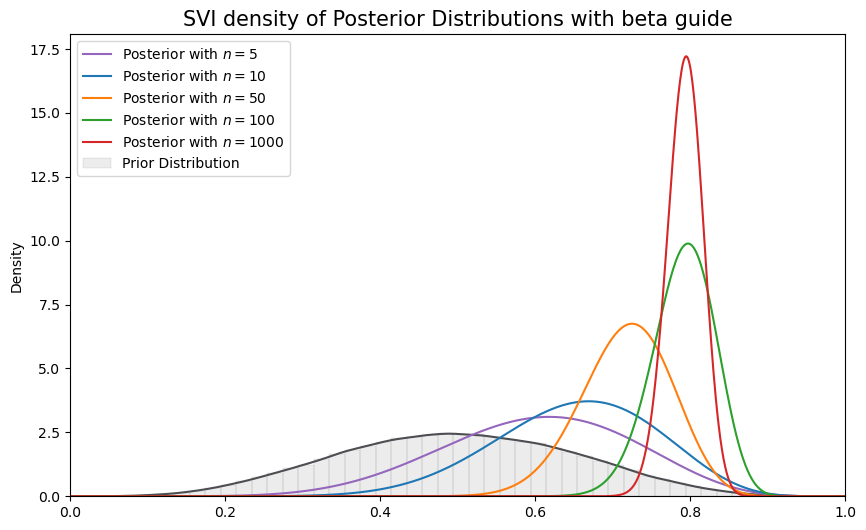 SVI density of Posterior Distributions with beta guide
Posterior with n = 5
Posterior with n = 10
Posterior with n = 50
Posterior with n = 100
Posterior with n = 1000
Prior Distribution
Density
17.5
15.0
12.5
10.0
7.5
5.0
2.5
0.0
0.0 0.2 0.4 0.6 0.8 1.0